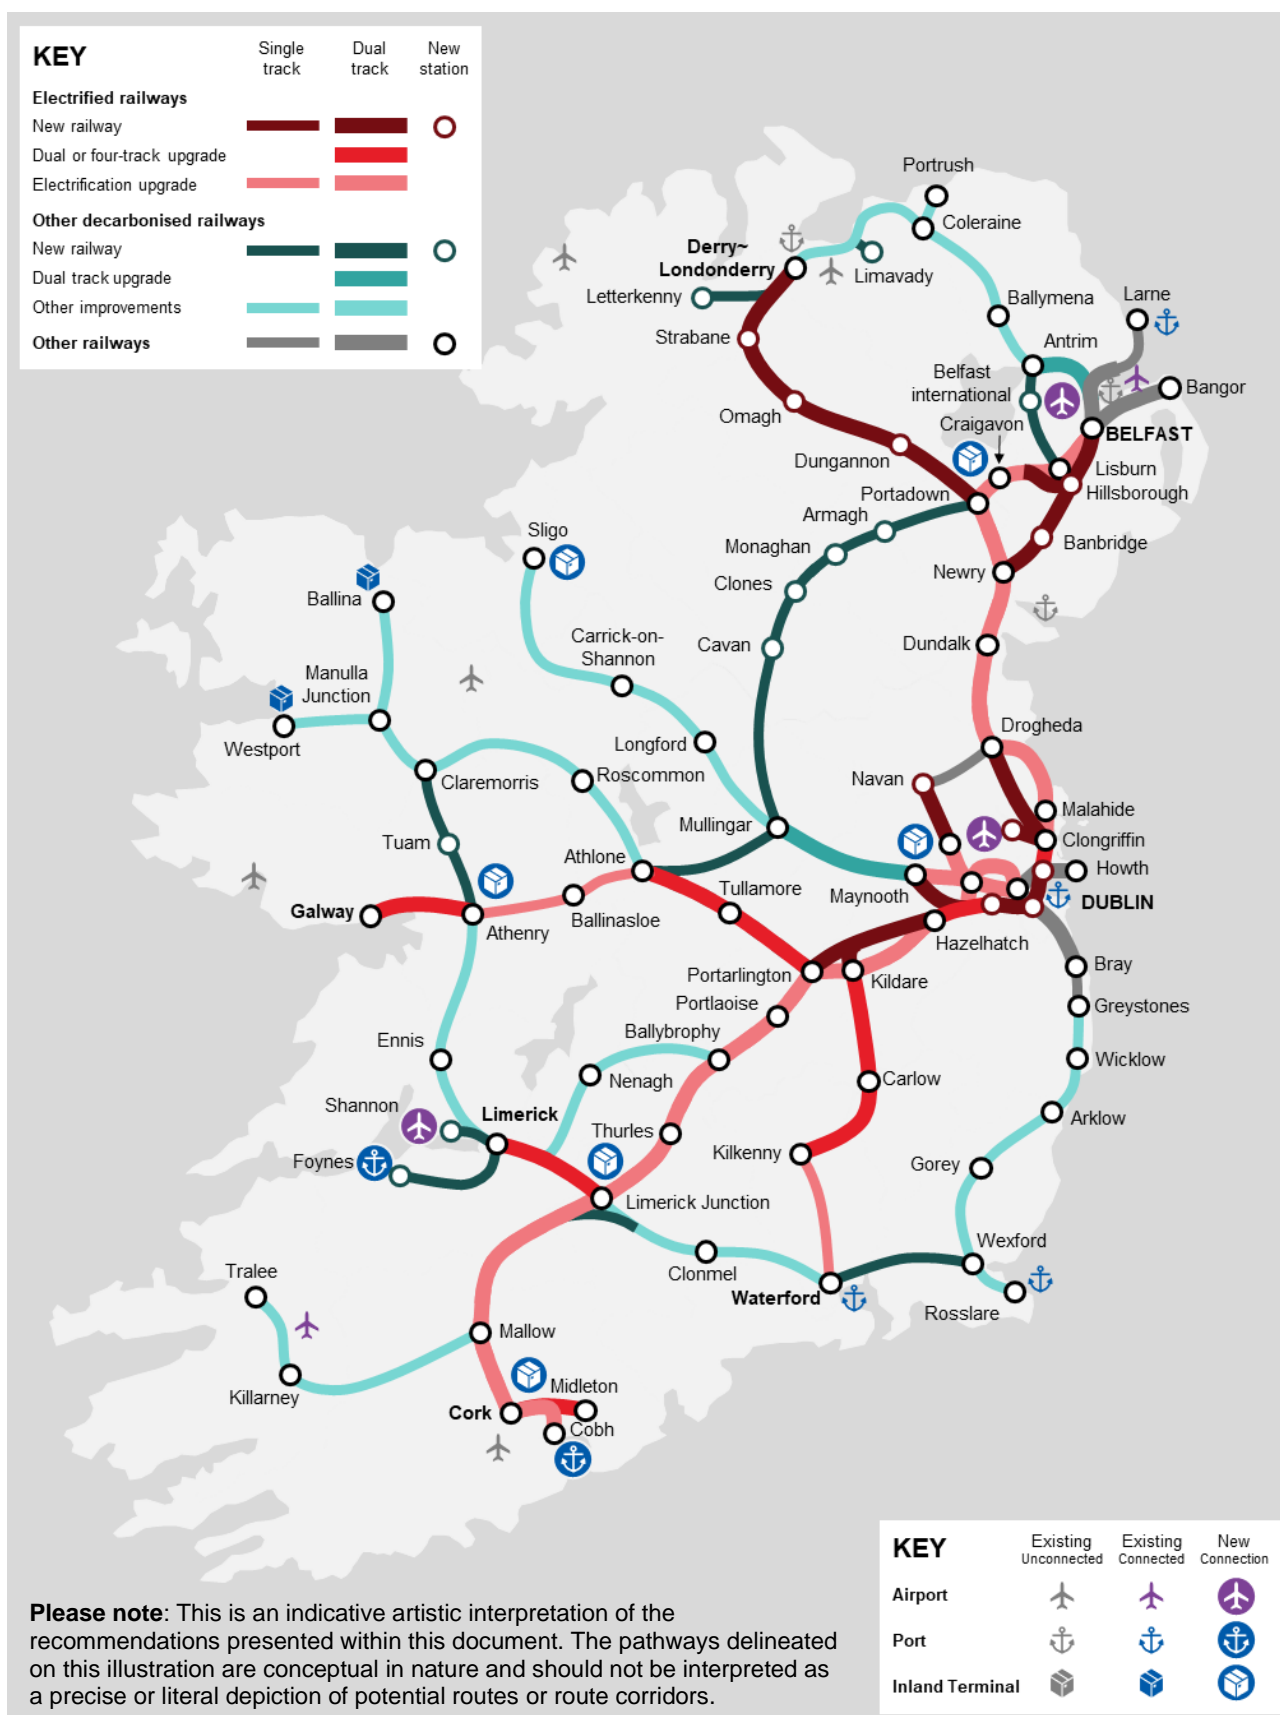 KEY
Single
track
Dual
track
New
station
Electrified railways
New railway
Dual or four-track upgrade
Electrification upgrade
Other decarbonised railways
New railway
Dual track upgrade
Other improvements
Other railways
Portrush
Coleraine
Derry~
Londonderry
Limavady
Letterkenny
Ballymena
Larne
Strabane
Antrim
Belfast
international
Bangor
Omagh
Craigavon
BELFAST
Dungannon
Lisburn
Hillsborough
Portadown
Armagh
Sligo
Monaghan
Banbridge
Clones
Newry
Ballina
Carrick-on-
Shannon
Cavan
Dundalk
Manulla
Junction
Westport
Longford
Drogheda
Claremorris
Roscommon
Navan
Malahide
Mullingar
Clongriffin
Tuam
Athlone
Howth
Tullamore
Maynooth
DUBLIN
Galway
Ballinasloe
Athenry
Hazelhatch
Bray
Portarlington
Kildare
Portlaoise
Greystones
Ballybrophy
Ennis
Wicklow
Nenagh
Carlow
Shannon
Limerick
Arklow
Thurles
Kilkenny
Foynes
Gorey
Limerick Junction
Wexford
Tralee
Clonmel
Waterford
Rosslare
Mallow
Killarney
Midleton
Cork
Cobh
KEY
Existing
Unconnected
Existing
Connected
New
Connection
Airport
Port
Inland Terminal
Please note: This is an indicative artistic interpretation of the
recommendations presented within this document. The pathways delineated
on this illustration are conceptual in nature and should not be interpreted as
a precise or literal depiction of potential routes or route corridors.